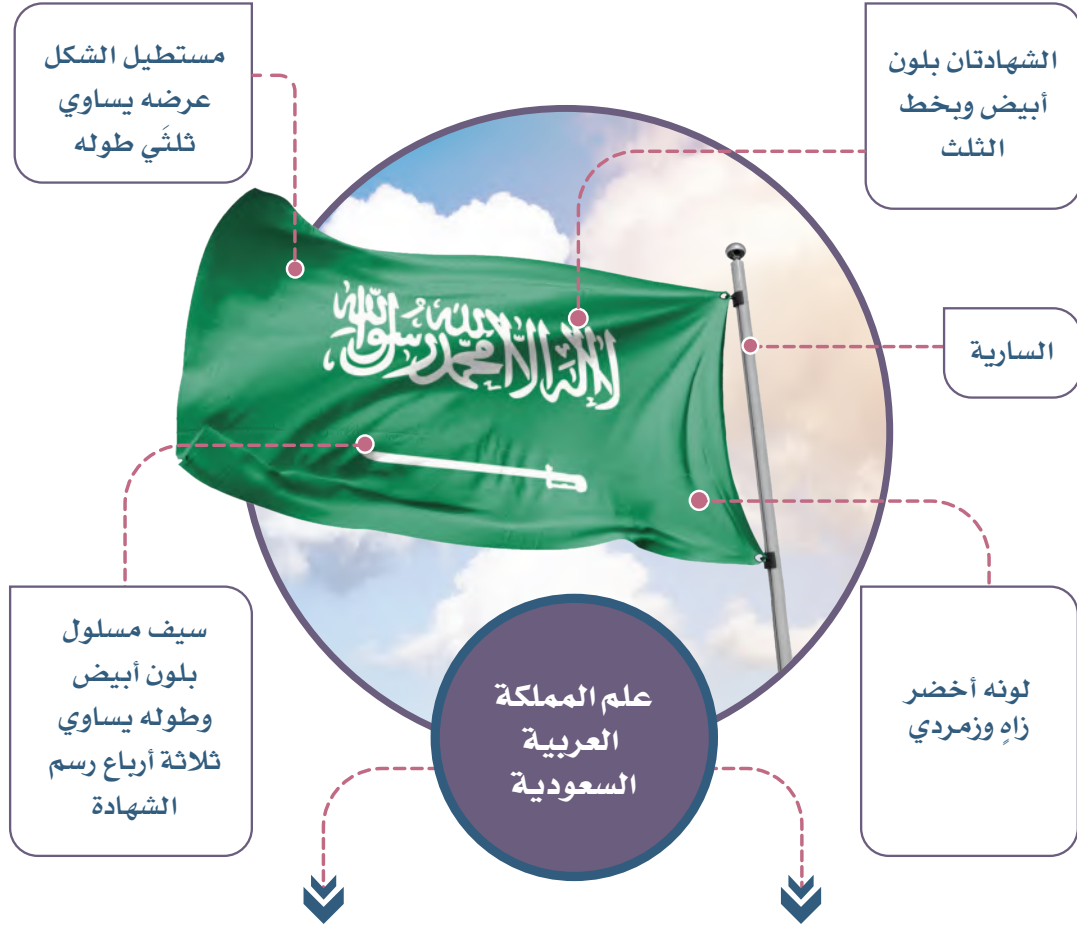 الشهادتان بلون
أبيض وبخط
الثلث
مستطيل الشكل
عرضه يساوي
ثلثَي طوله
لا إله إلا الله محمد رسول الله
السارية
لونه أخضر
زاهٍ وزمردي
سيف مسلول
بلون أبيض
وطوله يساوي
ثلاثة أرباع رسم
الشهادة
علم المملكة
العربية
السعودية